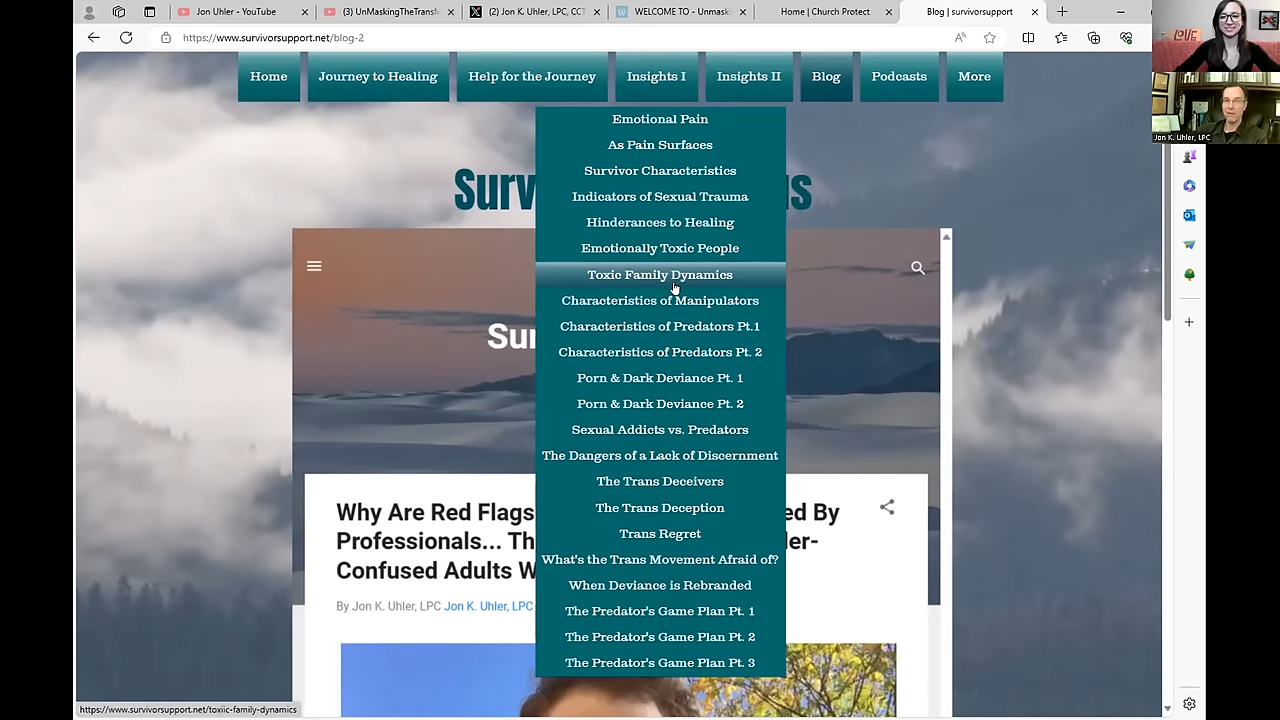 Jon Uhler - YouTube
(3) UnMaskingTheTransM
(2) Jon K. Uhler, LPC, CCT
WELCOME TO - Unmask
Home | Church Protect
Blog | survivorsupport.net
https://www.survivorsupport.net/blog-2
LOVE
Jon K. Uhler, LPC
Home
Journey to Healing
Help for the Journey
Insights I
Insights II
Blog
Podcasts
More
Emotional Pain
As Pain Surfaces
Survivor Characteristics
Indicators of Sexual Trauma
Hinderances to Healing
Emotionally Toxic People
Toxic Family Dynamics
Characteristics of Manipulators
Characteristics of Predators Pt.1
Characteristics of Predators Pt. 2
Porn & Dark Deviance Pt. 1
Porn & Dark Deviance Pt. 2
Sexual Addicts vs. Predators
The Dangers of a Lack of Discernment
The Trans Deceivers
The Trans Deception
Trans Regret
What's the Trans Movement Afraid of?
When Deviance is Rebranded
The Predator's Game Plan Pt. 1
The Predator's Game Plan Pt. 2
The Predator's Game Plan Pt. 3
Why Are Red Flags ed By
Professionals... Th er-
Confused Adults W
By Jon K. Uhler, LPC Jon K. Uhler, LPC
https://www.survivorsupport.net/toxiic-family-dynamics